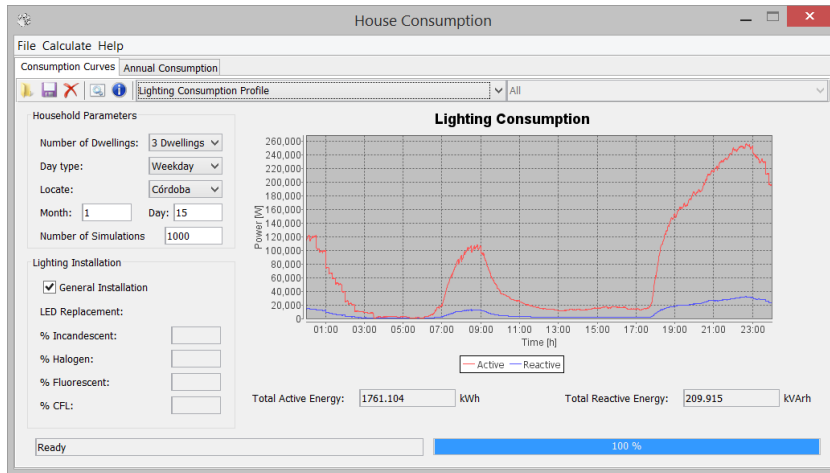 House Consumption
File Calculate Help
Consumption Curves Annual Consumption
Lighting Consumption Profile All
Household Parameters
Number of Dwellings: 3 Dwellings
Day type: Weekday
Locate: Córdoba
Month: 1 Day: 15
Number of Simulations 1000
Lighting Installation
General Installation
LED Replacement:
% Incandescent:
% Halogen:
% Fluorescent:
% CFL:
Lighting Consumption
Power [W]
260,000
240,000
220,000
200,000
180,000
160,000
140,000
120,000
100,000
80,000
60,000
40,000
20,000
0
01:00 03:00 05:00 07:00 09:00 11:00 13:00 15:00 17:00 19:00 21:00 23:00
Time [h]
Active Reactive
Total Active Energy: 1761.104 kWh Total Reactive Energy: 209.915 kVArh
Ready 100 %